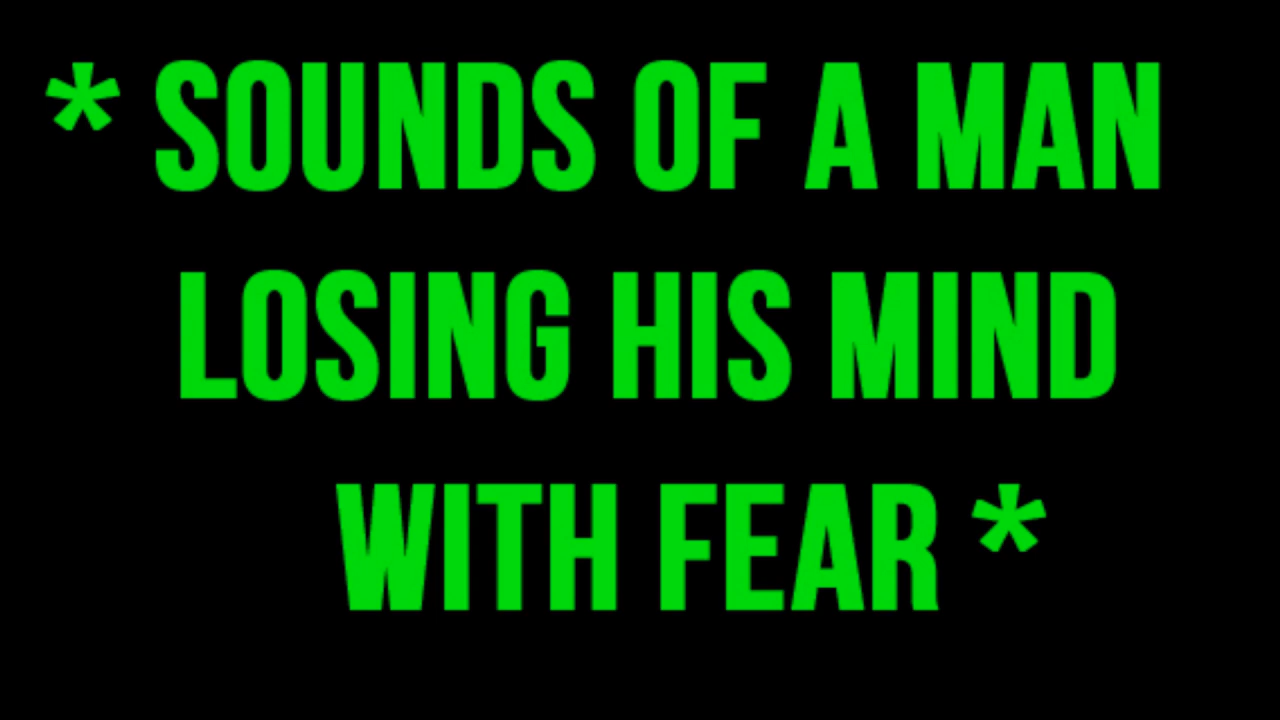 * SOUNDS OF A MAN
LOSING HIS MIND
WITH FEAR *